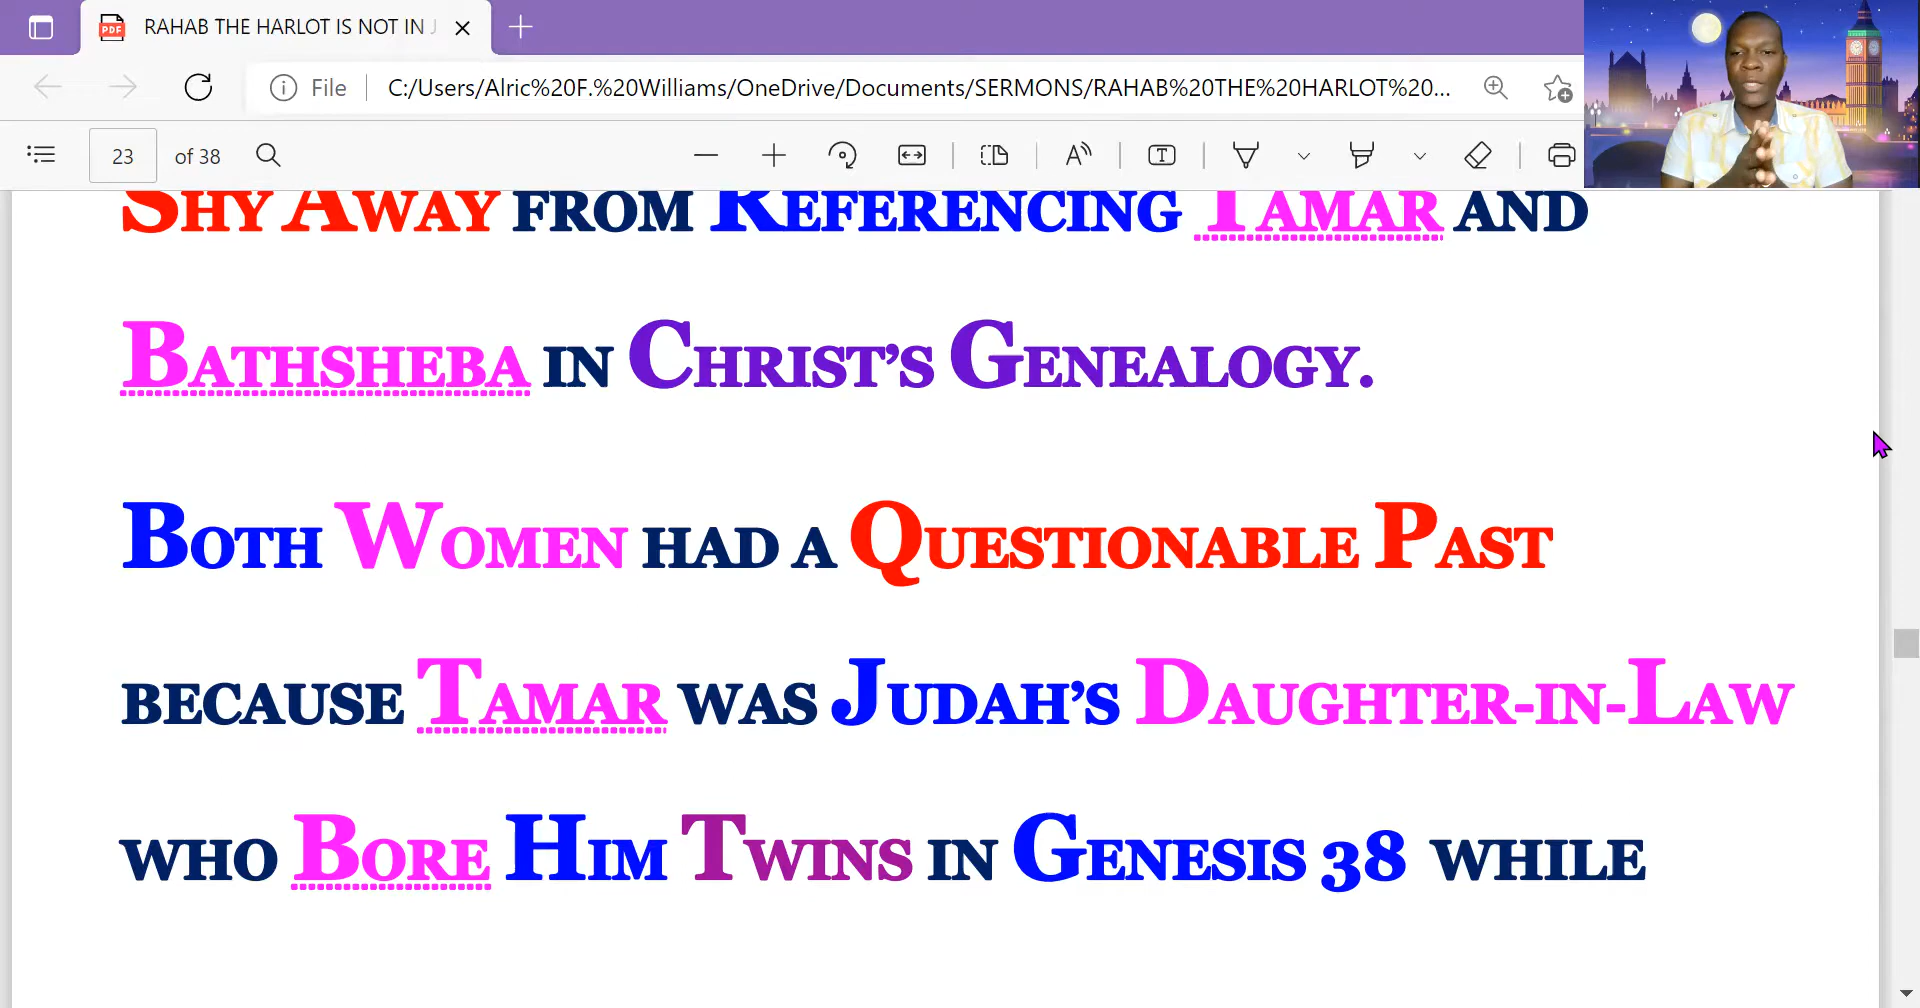 RAHAB THE HARLOT IS NOT IN J
File
C:/Users/Alric%20F.%20Williams/OneDrive/Documents/SERMONS/RAHAB%20THE%20HARLOT%20...
23 of 38
SHY AWAY FROM REFERENCING TAMAR AND
BATHSHEBA IN CHRIST'S GENEALOGY.
BOTH WOMEN HAD A QUESTIONABLE PAST
BECAUSE TAMAR WAS JUDAH'S DAUGHTER-IN-LAW
WHO BORE HIM TWINS IN GENESIS 38 WHILE